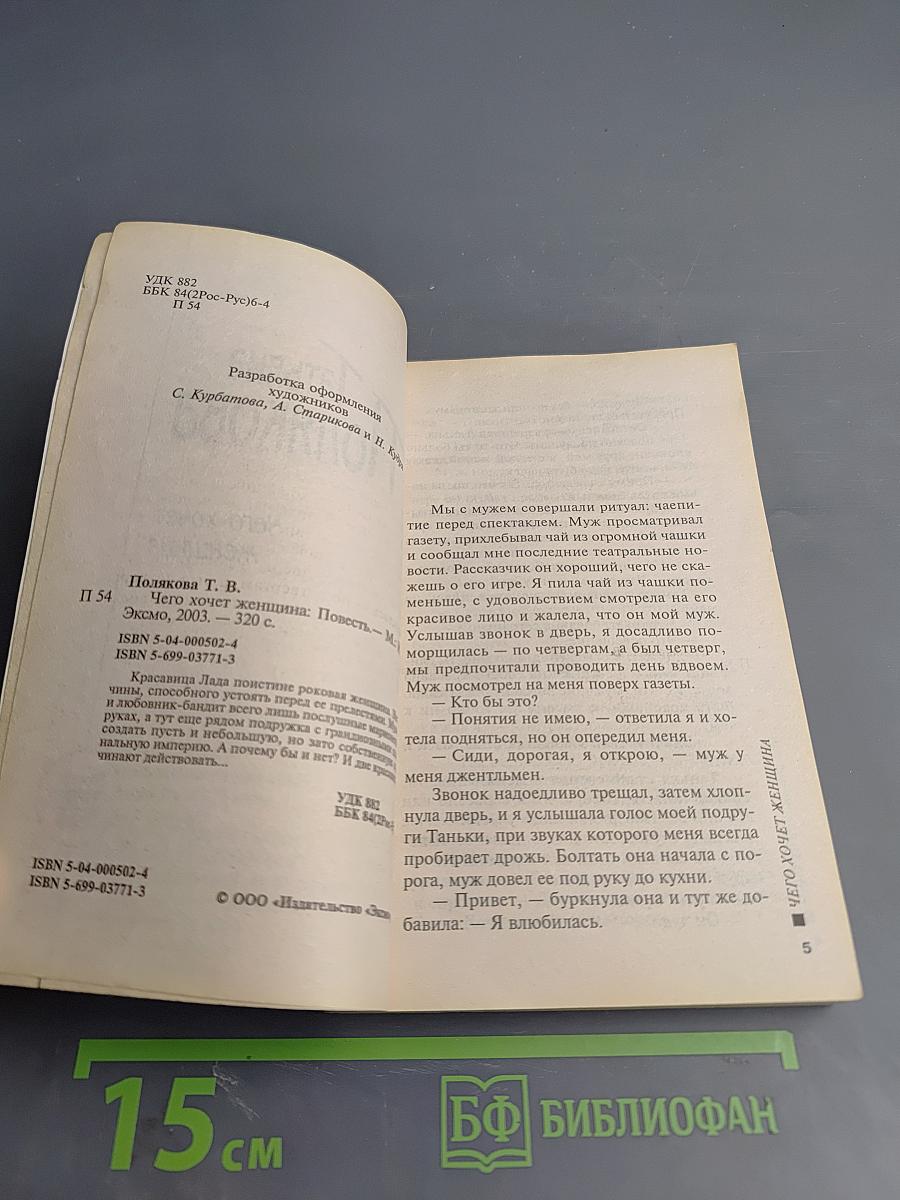 УДК 882
ББК 84(2Рос-Рус)6-4
П 54
Разработка оформления
художников
С. Курбатова, А. Старикова и Н.
Полякова Т. В.
П 54 Чего хочет женщина: Повесть.— М.:
Эксмо, 2003. — 320 с.
ISBN 5-04-000502-4
ISBN 5-699-03771-3
Красавица Лада поистине роковая женщина.
чины, способного устоять перед ее прелестями.
и любовник-бандит всего лишь послушные
руках, а тут еще рядом подружка с грандиозными
создать пусть и небольшую, но зато собственную
нальную империю. А почему бы и нет? И две
чинают действовать...
УДК 882
ББК 84(2Рос-
ISBN 5-04-000502-4
ISBN 5-699-03771-3
© ООО «Издательство
Мы с мужем совершали ритуал: чаепи-
тие перед спектаклем. Муж просматривал
газету, прихлебывал чай из огромной чашки
и сообщал мне последние театральные но-
вости. Рассказчик он хороший, чего не ска-
жешь о его игре. Я пила чай из чашки по-
меньше, с удовольствием смотрела на его
красивое лицо и жалела, что он мой муж.
Услышав звонок в дверь, я досадливо по-
морщилась — по четвергам, а был четверг,
мы предпочитали проводить день вдвоем.
Муж посмотрел на меня поверх газеты.
— Кто бы это?
— Понятия не имею, — ответила я и хо-
тела подняться, но он опередил меня.
— Сиди, дорогая, я открою, — муж у
меня джентльмен.
Звонок надоедливо трещал, затем хлоп-
нула дверь, и я услышала голос моей подру-
ги Таньки, при звуках которого меня всегда
пробирает дрожь. Болтать она начала с по-
рога, муж довел ее под руку до кухни.
— Привет, — буркнула она и тут же до-
бавила: — Я влюбилась.
ЧЕГО ХОЧЕТ ЖЕНЩИНА
5
15 см
БФ БИБЛИОФАН